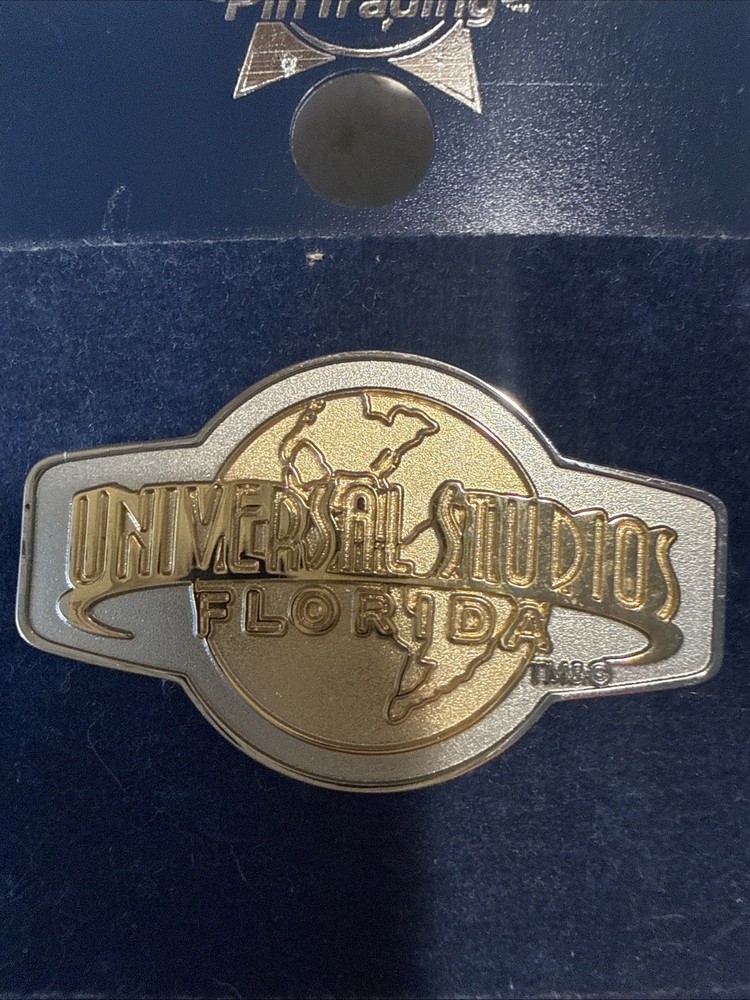 Pin Trading
UNIVERSAL STUDIOS
FLORIDA
TM&©